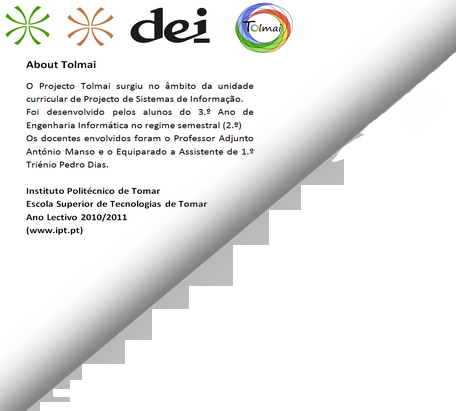 dei
Tolmai
About Tolmai
O Projecto Tolmai surgiu no âmbito da unidade
curricular de Projecto de Sistemas de Informação.
Foi desenvolvido pelos alunos do 3.º Ano de
Engenharia Informática no regime semestral (2.º)
Os docentes envolvidos foram o Professor Adjunto
António Manso e o Equiparado a Assistente de 1.º
Triénio Pedro Dias.
Instituto Politécnico de Tomar
Escola Superior de Tecnologias de Tomar
Ano Lectivo 2010/2011
(www.ipt.pt)